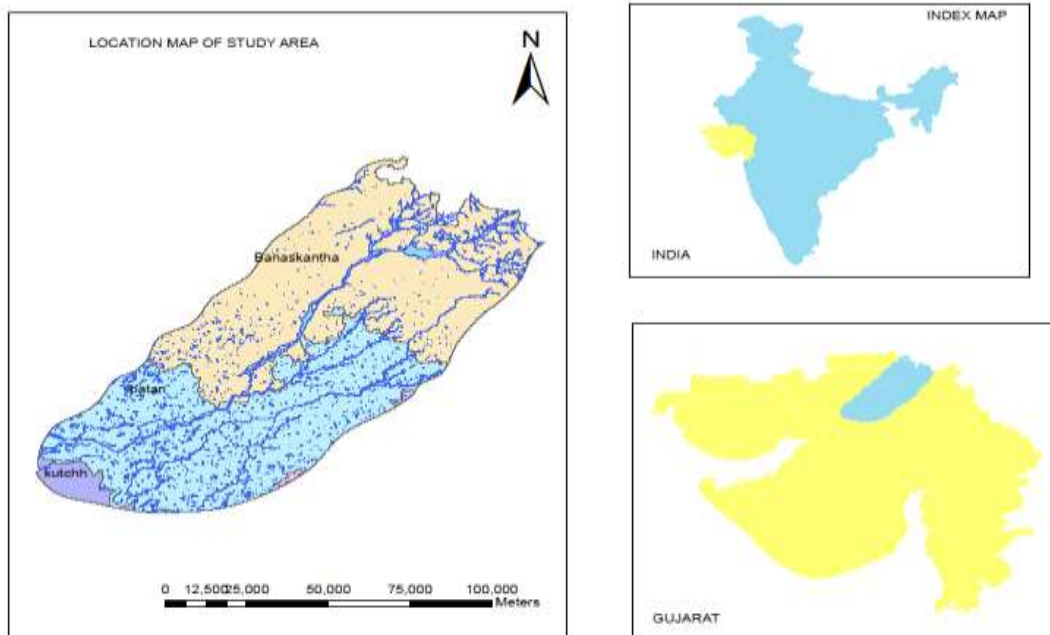 LOCATION MAP OF STUDY AREA
N
Banaskantha
patan
kutchh
0 12,500 25,000 50,000 75,000 100,000
Meters
INDEX MAP
INDIA
GUJARAT